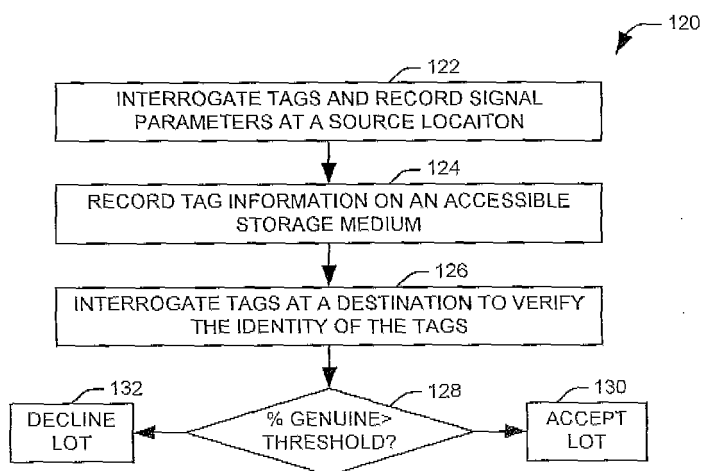 120
122
INTERROGATE TAGS AND RECORD SIGNAL
PARAMETERS AT A SOURCE LOCAITON
124
RECORD TAG INFORMATION ON AN ACCESSIBLE
STORAGE MEDIUM
126
INTERROGATE TAGS AT A DESTINATION TO VERIFY
THE IDENTITY OF THE TAGS
132
DECLINE
LOT
128
% GENUINE>
THRESHOLD?
130
ACCEPT
LOT